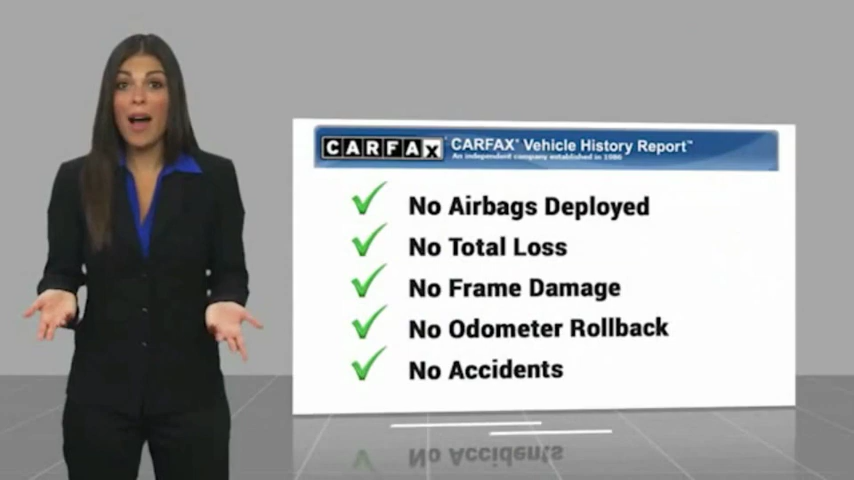 CARFAX CARFAX® Vehicle History Report™
An independent company established in 1986
No Airbags Deployed
No Total Loss
No Frame Damage
No Odometer Rollback
No Accidents
No Accidents